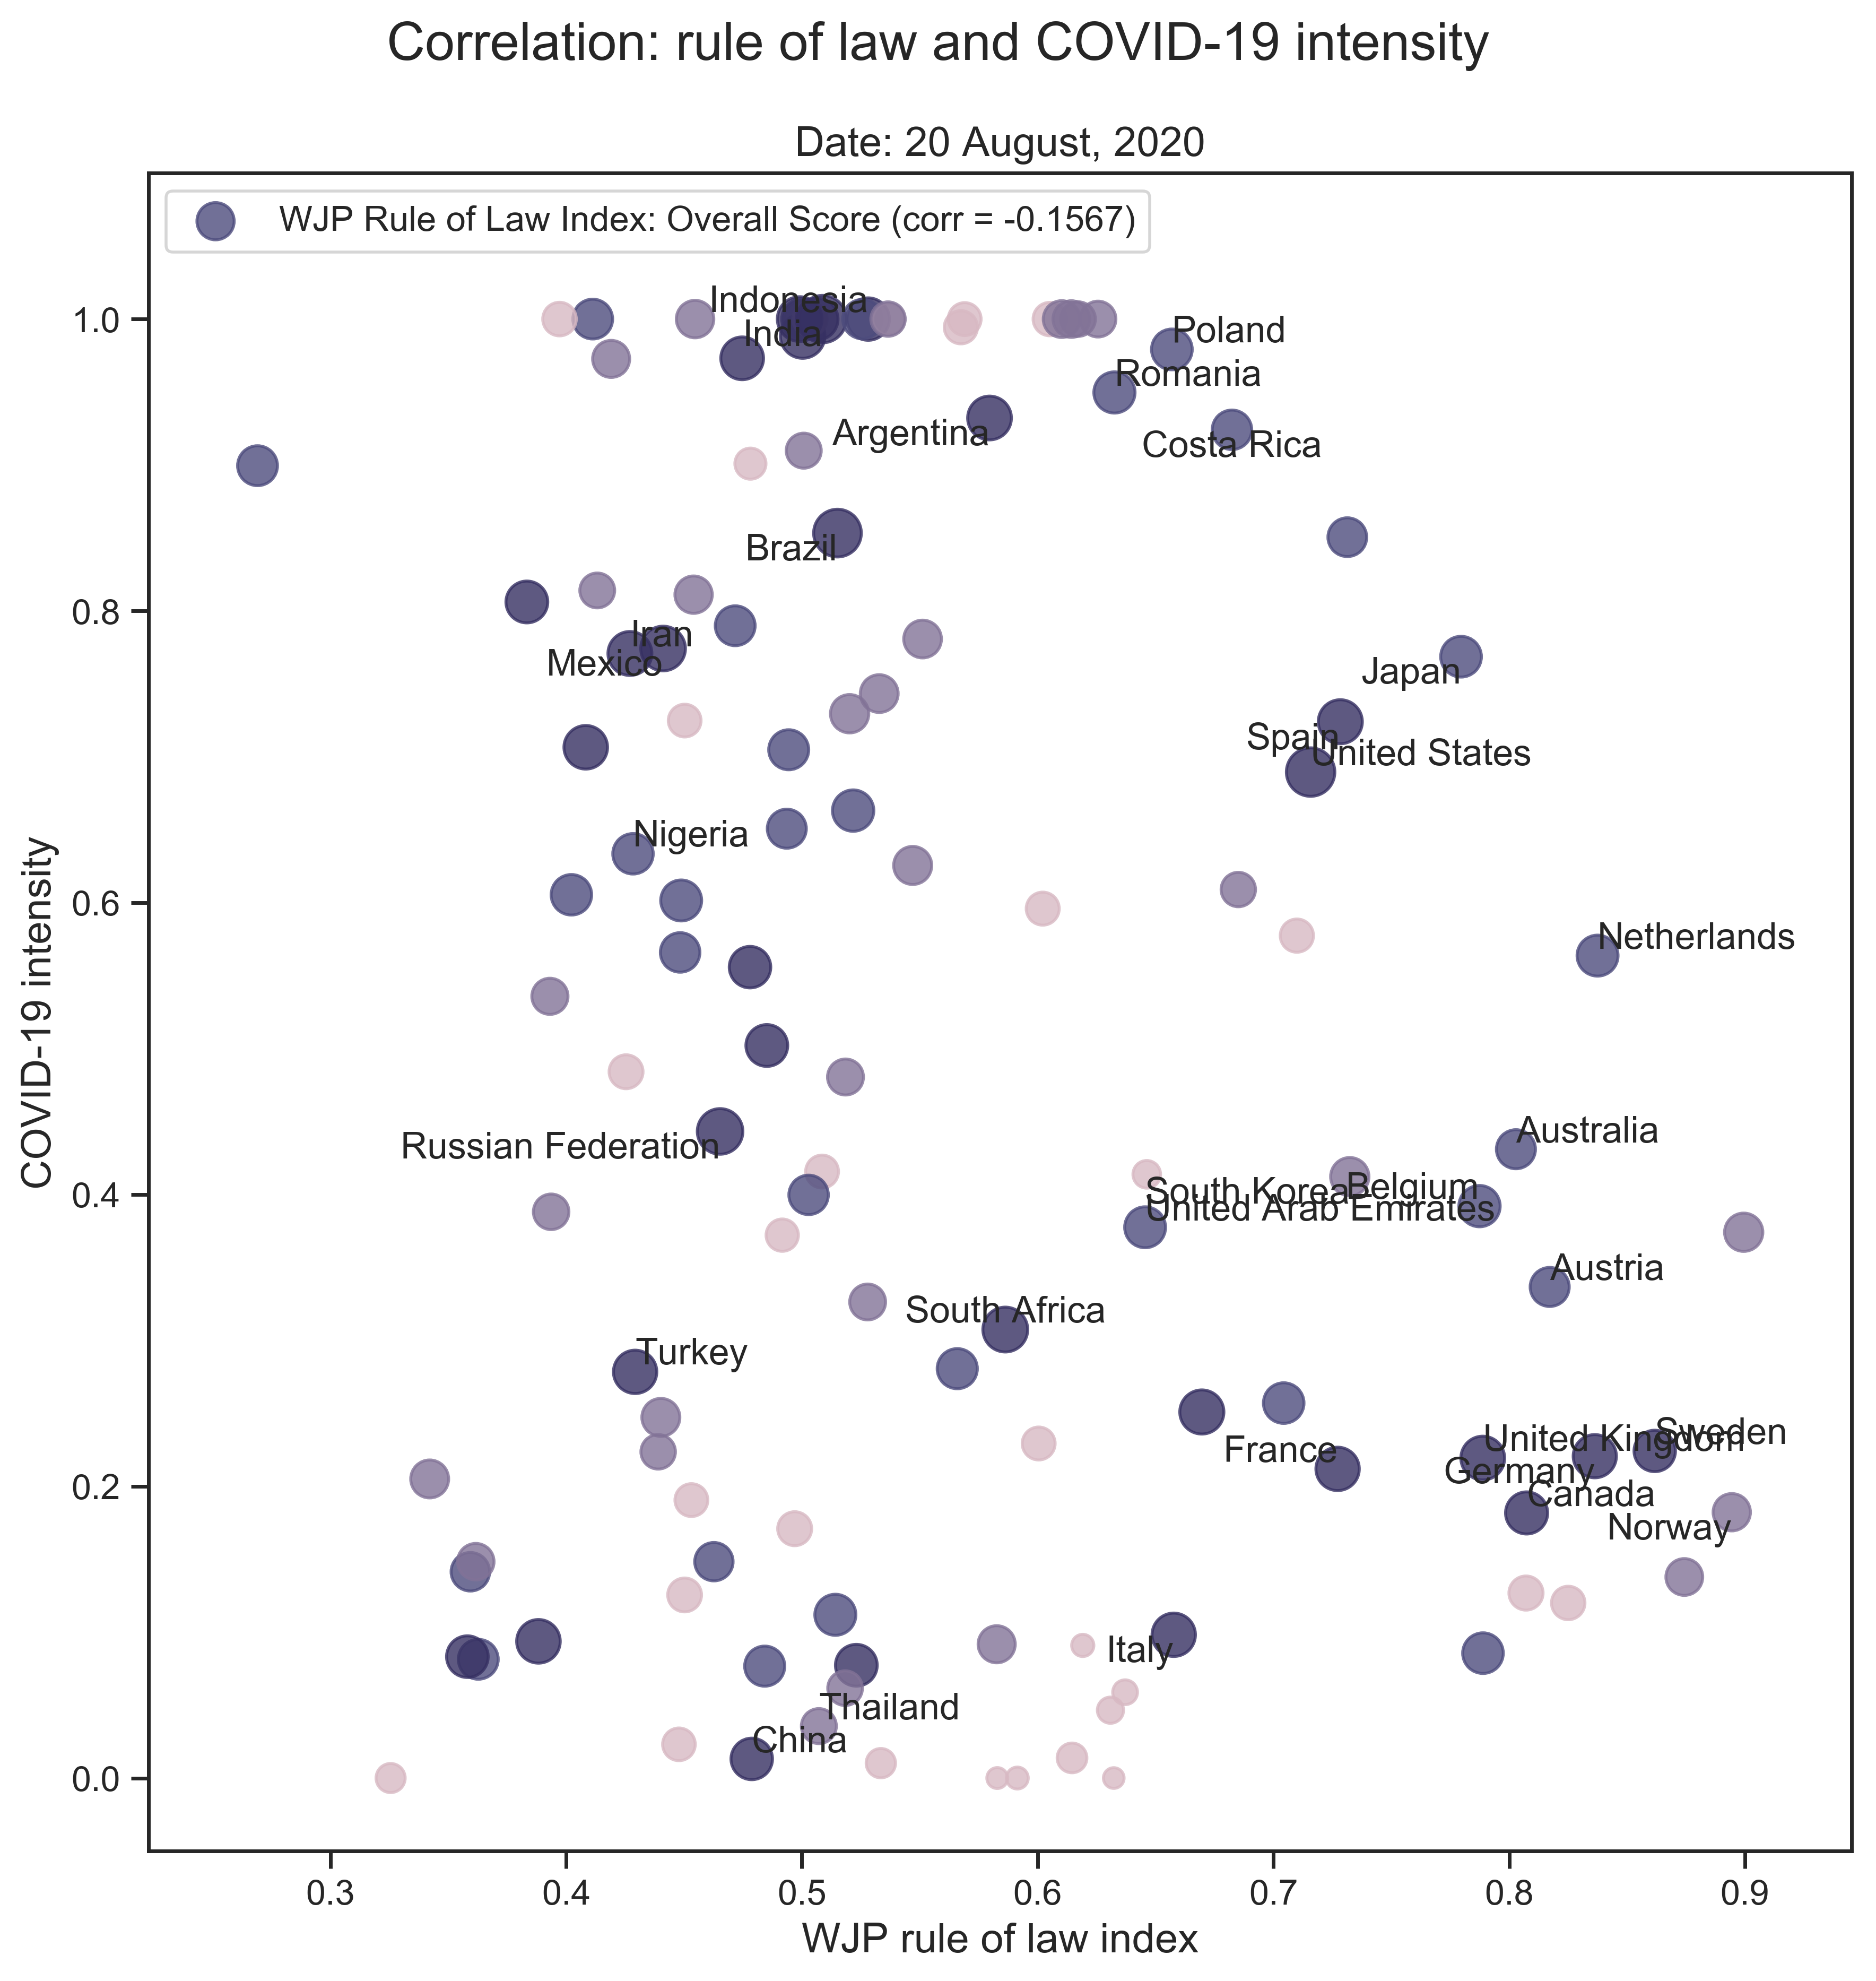 Correlation: rule of law and COVID-19 intensity
Date: 20 August, 2020
WJP Rule of Law Index: Overall Score (corr = -0.1567)
Indonesia
India
Poland
Romania
Argentina
Costa Rica
Brazil
Iran
Mexico
Japan
Spain
United States
Nigeria
Netherlands
Russian Federation
Australia
South Korea
Belgium
United Arab Emirates
Austria
South Africa
Turkey
France
United Kingdom
Sweden
Germany
Canada
Norway
Italy
Thailand
China
COVID-19 intensity
1.0
0.8
0.6
0.4
0.2
0.0
0.3 0.4 0.5 0.6 0.7 0.8 0.9
WJP rule of law index